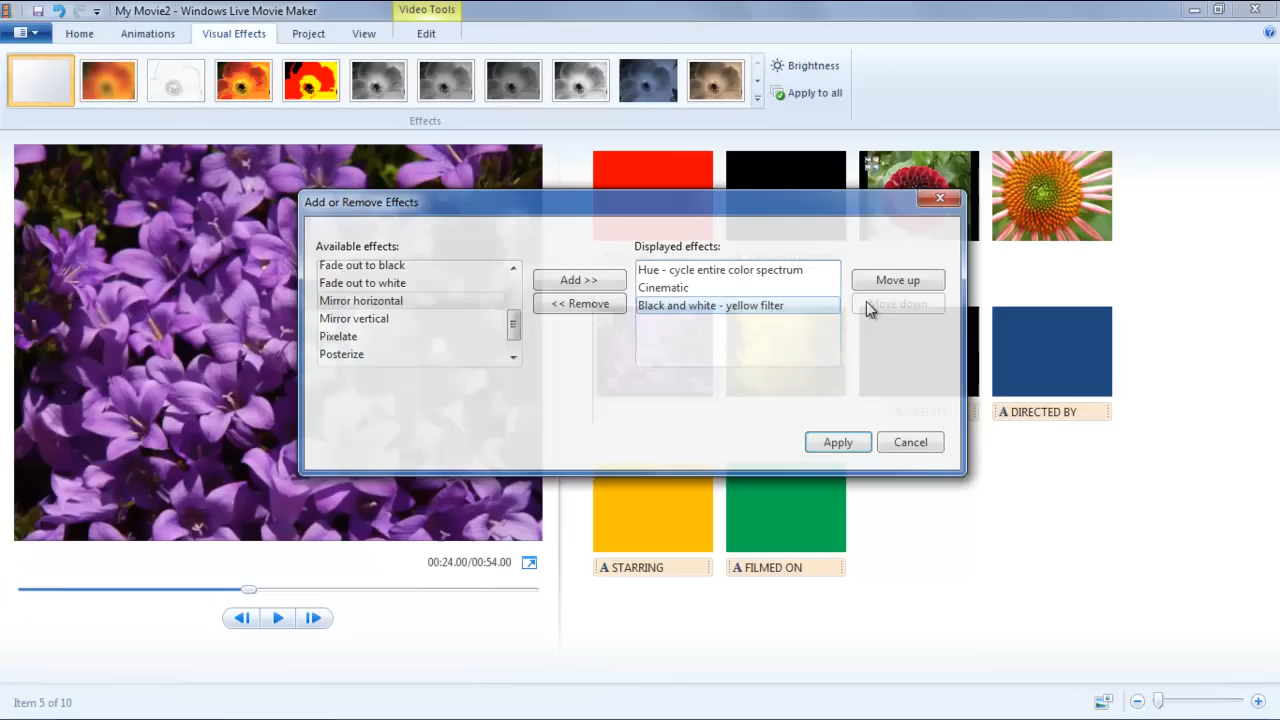 My Movie2 - Windows Live Movie Maker
Video Tools
Home
Animations
Visual Effects
Project
View
Edit
Brightness
Apply to all
Effects
Add or Remove Effects
Available effects:
Fade out to black
Fade out to white
Mirror horizontal
Mirror vertical
Pixelate
Posterize
Add >>
<< Remove
Displayed effects:
Hue - cycle entire color spectrum
Cinematic
Black and white - yellow filter
Move up
Move down
Apply
Cancel
A DIRECTED BY
A STARRING
A FILMED ON
00:24.00/00:54.00
Item 5 of 10